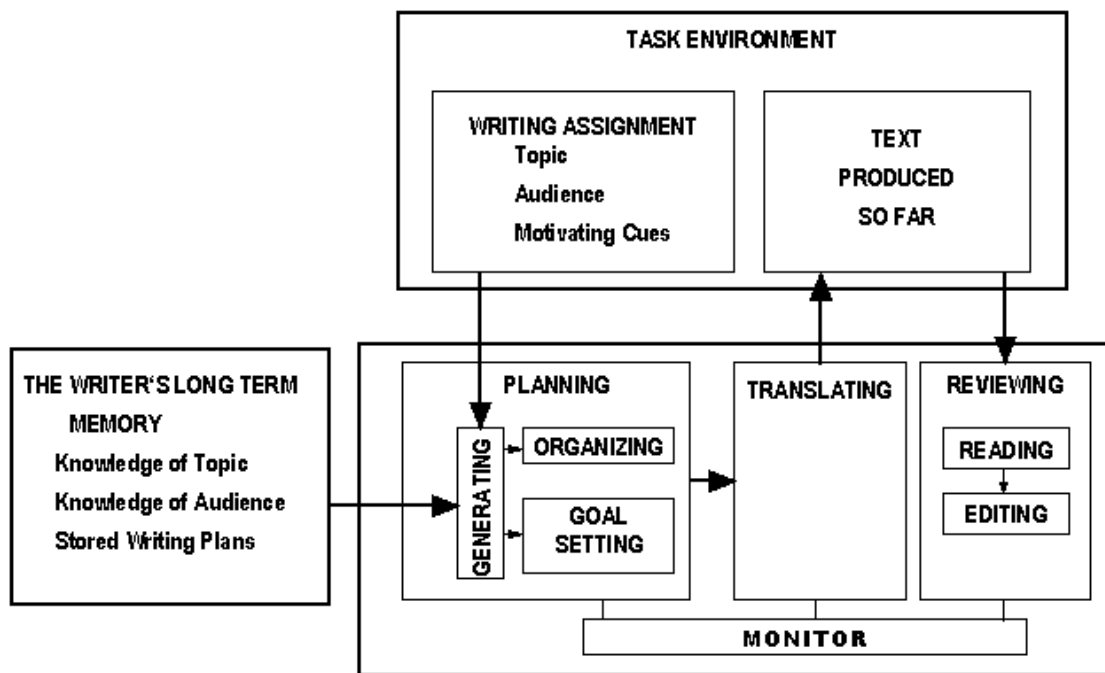 TASK ENVIRONMENT
WRITING ASSIGNMENT
Topic
Audience
Motivating Cues
TEXT
PRODUCED
SO FAR
THE WRITER'S LONG TERM
MEMORY
Knowledge of Topic
Knowledge of Audience
Stored Writing Plans
PLANNING
GENERATING
ORGANIZING
GOAL
SETTING
TRANSLATING
REVIEWING
READING
EDITING
MONITOR